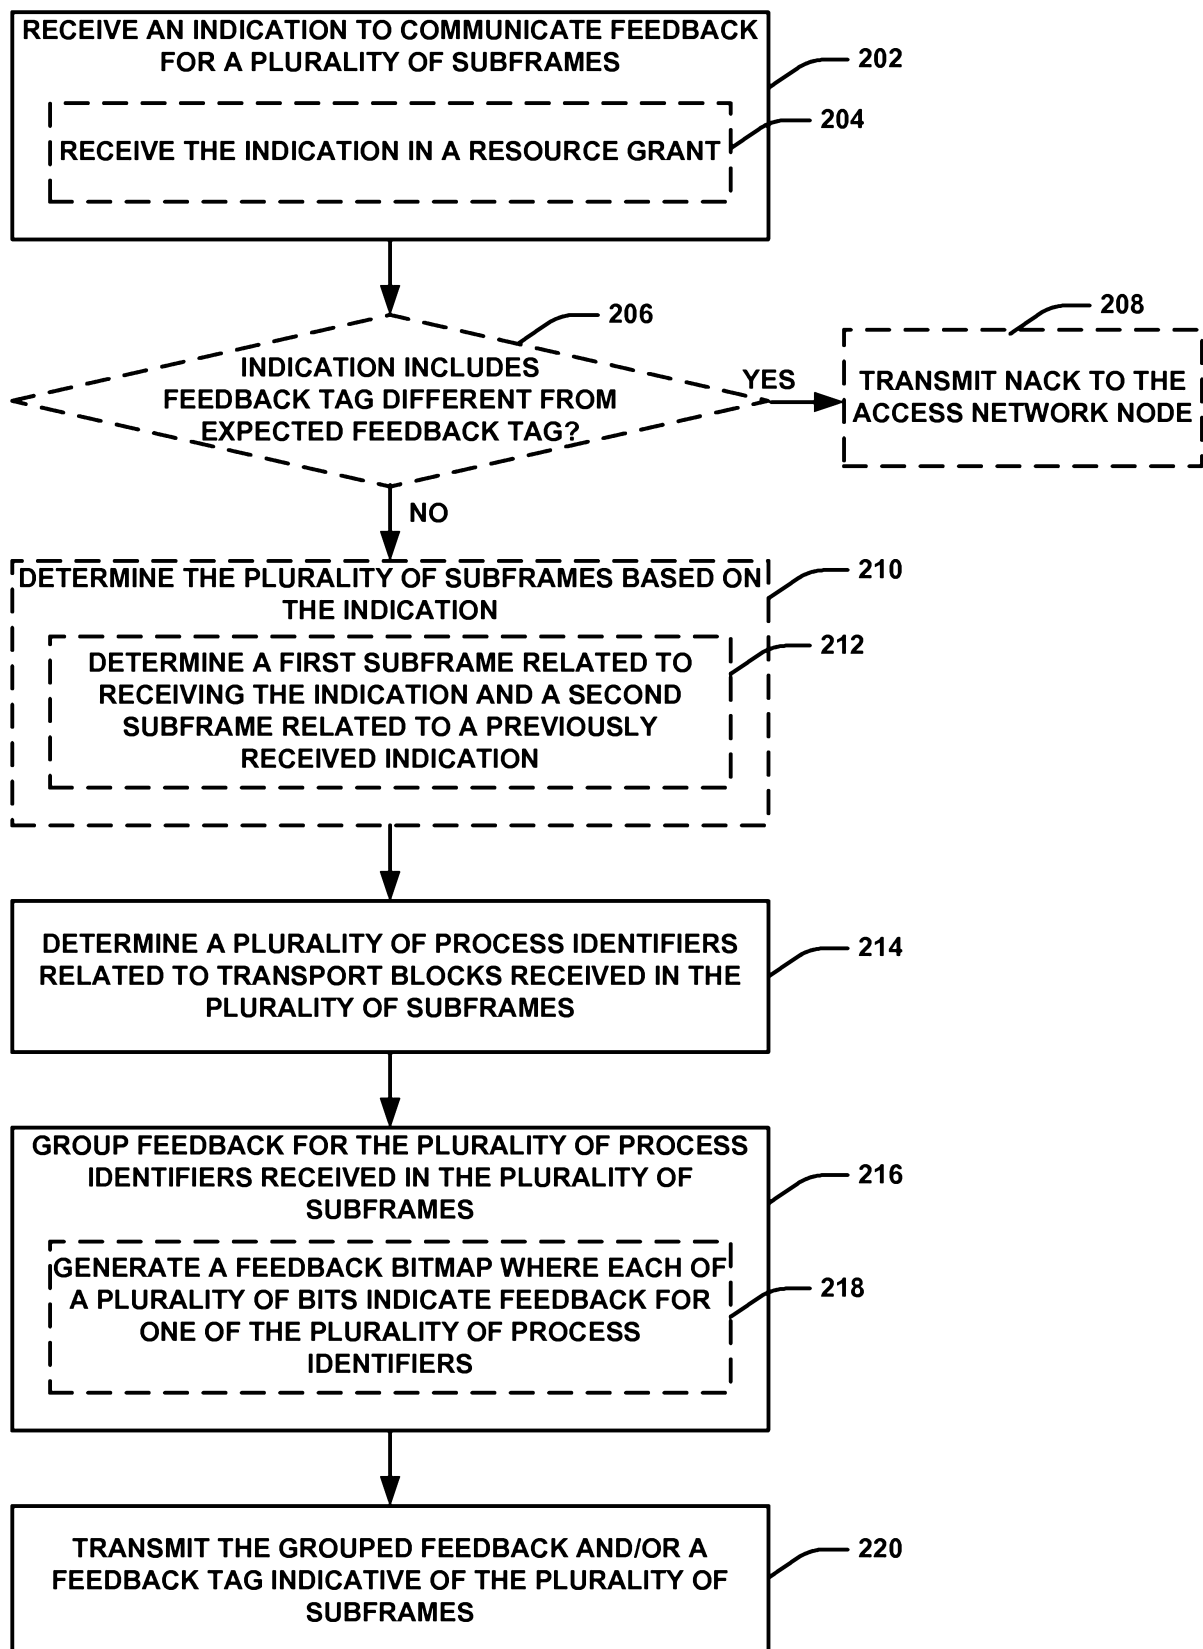 RECEIVE AN INDICATION TO COMMUNICATE FEEDBACK
FOR A PLURALITY OF SUBFRAMES
202
RECEIVE THE INDICATION IN A RESOURCE GRANT
204
INDICATION INCLUDES
FEEDBACK TAG DIFFERENT FROM
EXPECTED FEEDBACK TAG?
206
YES
208
TRANSMIT NACK TO THE
ACCESS NETWORK NODE
NO
DETERMINE THE PLURALITY OF SUBFRAMES BASED ON
THE INDICATION
210
DETERMINE A FIRST SUBFRAME RELATED TO
RECEIVING THE INDICATION AND A SECOND
SUBFRAME RELATED TO A PREVIOUSLY
RECEIVED INDICATION
212
DETERMINE A PLURALITY OF PROCESS IDENTIFIERS
RELATED TO TRANSPORT BLOCKS RECEIVED IN THE
PLURALITY OF SUBFRAMES
214
GROUP FEEDBACK FOR THE PLURALITY OF PROCESS
IDENTIFIERS RECEIVED IN THE PLURALITY OF
SUBFRAMES
216
GENERATE A FEEDBACK BITMAP WHERE EACH OF
A PLURALITY OF BITS INDICATE FEEDBACK FOR
ONE OF THE PLURALITY OF PROCESS
IDENTIFIERS
218
TRANSMIT THE GROUPED FEEDBACK AND/OR A
FEEDBACK TAG INDICATIVE OF THE PLURALITY OF
SUBFRAMES
220